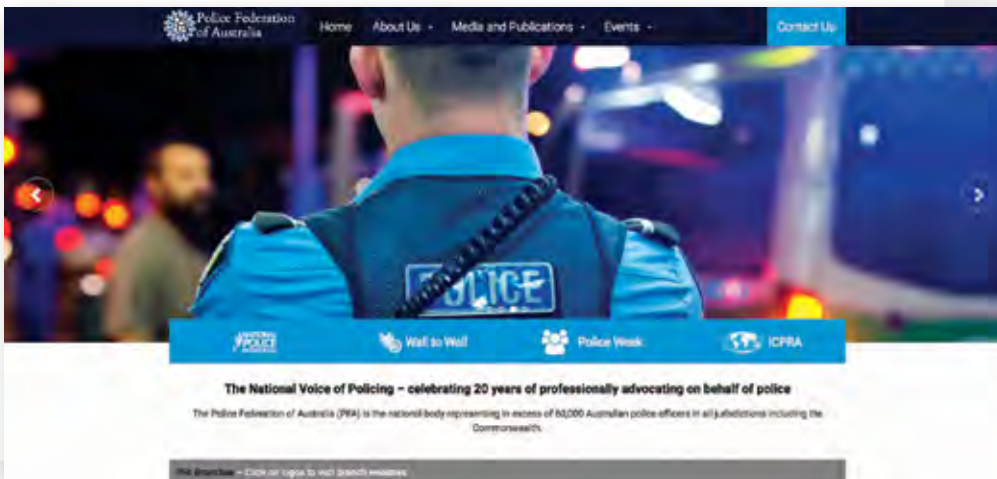 Police Federation
of Australia
Home About Us Media and Publications Events Contact Us
POLICE
NATIONAL
POLICE
Wall to Wall Police Week ICPRA
The National Voice of Policing – celebrating 20 years of professionally advocating on behalf of police
The Police Federation of Australia (PFA) is the national body representing in excess of 60,000 Australian police officers in all jurisdictions including the
Commonwealth.
PFA Branches – Click on logos to visit branch websites